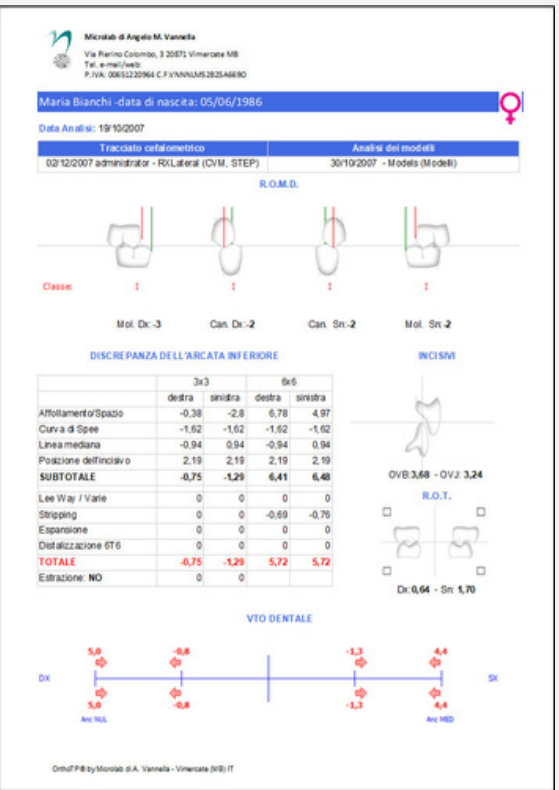 Microlab di Angelo M. Vannella
Via Pierino Colombo, 3 20871 Vimercate MB
Tel. e-mail/web:
P.IVA: 00651220964 C.F.VNNNLM52B25A669O
Maria Bianchi -data di nascita: 05/06/1986
Data Analisi: 19/10/2007
Tracciato cefalometrico Analisi dei modelli
02/12/2007 administrator - RXLateral (CVM, STEP) 30/10/2007 - Models (Modelli)
R.O.M.D.
Classe: I I I I
Mol. Dx:-3 Can. Dx:-2 Can. Sn:-2 Mol. Sn:-2
DISCREPANZA DELL'ARCATA INFERIORE INCISIVI
3x3 6x6
destra sinistra destra sinistra
Affollamento/Spazio -0,38 -2,8 6,78 4,97
Curva di Spee -1,62 -1,62 -1,62 -1,62
Linea mediana -0,94 0,94 -0,94 0,94
Posizione dell'incisivo 2,19 2,19 2,19 2,19
SUBTOTALE -0,75 -1,29 6,41 6,48
OVB:3,68 - OVJ: 3,24
R.O.T.
Lee Way / Varie 0 0 0 0
Stripping 0 0 -0,69 -0,76
Espansione 0 0 0 0
Distalizzazione 6T6 0 0 0 0
TOTALE -0,75 -1,29 5,72 5,72
Estrazione: NO 0 0
Dx:0,64 - Sn: 1,70
VTO DENTALE
5,0 -0,8 -1,3 4,4
DX SX
5,0 -0,8 -1,3 4,4
Anc NUL Anc MED
OrthoTP® by Microlab di A. Vannella - Vimercate (MB) IT